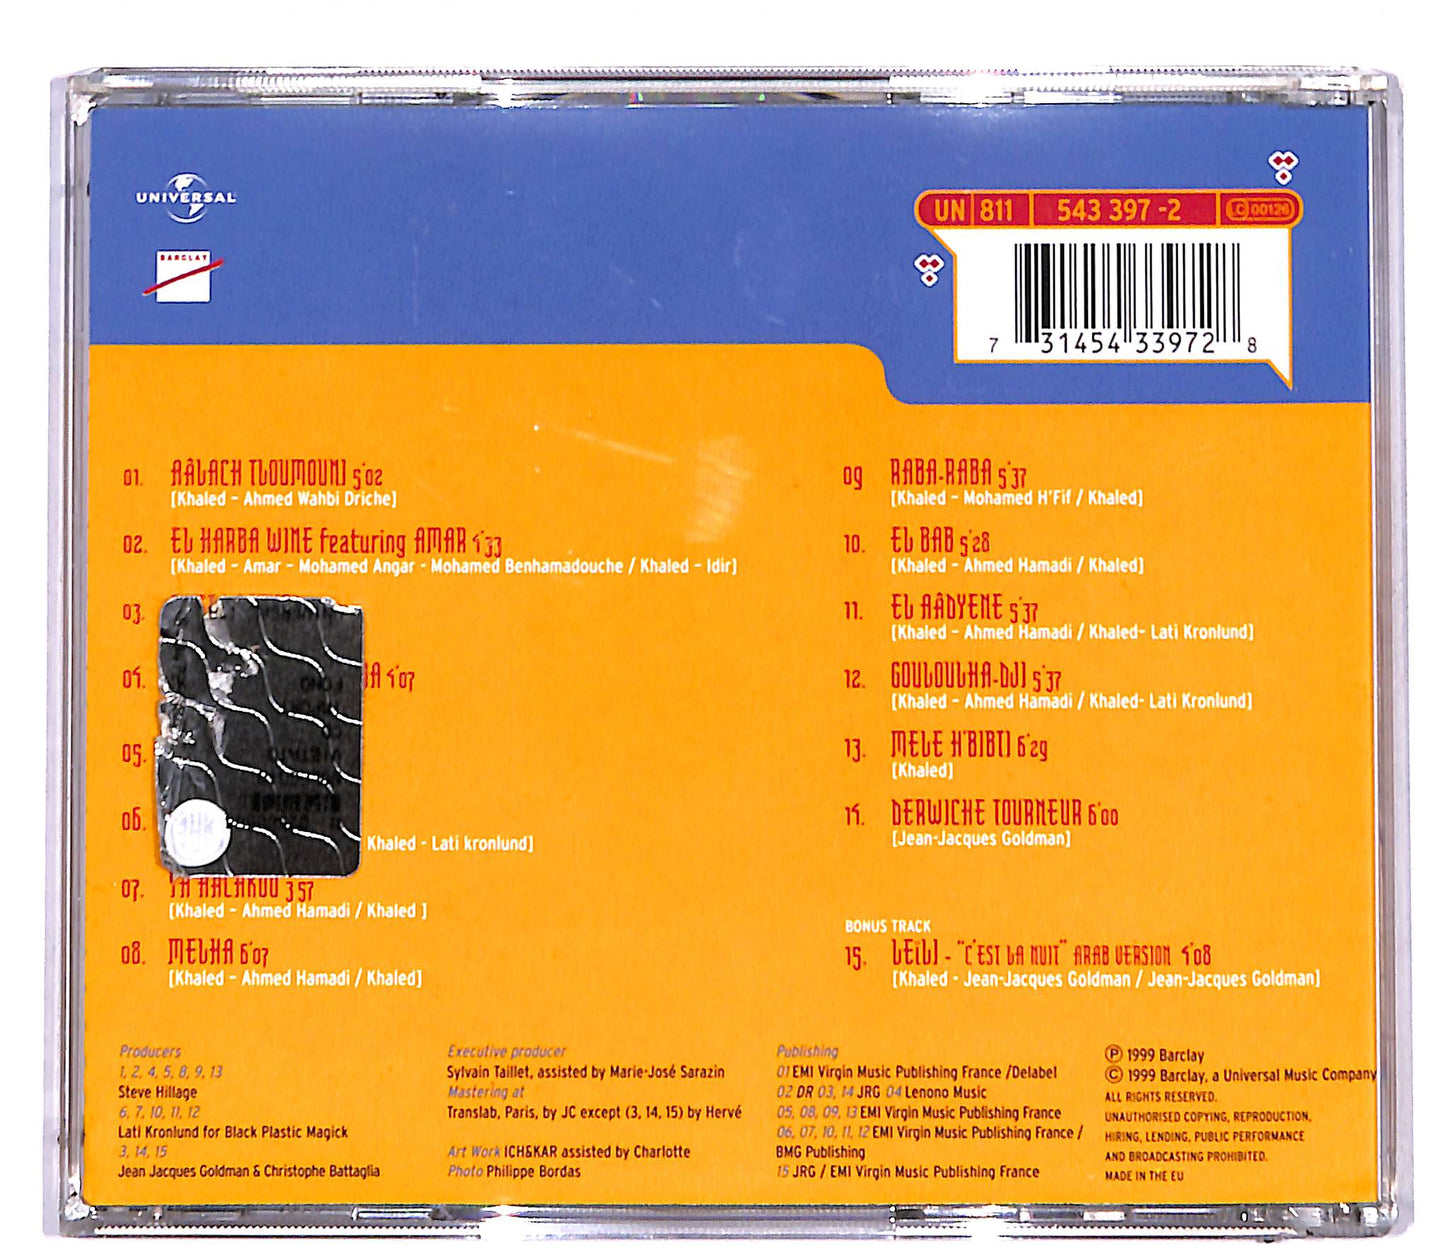 UNIVERSAL
BARCLAY
UN 811 543 397 -2 LC 00126
7 31454 33972 8
01. AÂLACH TLOUMOUNI 5'02
[Khaled - Ahmed Wahbi Driche]
02. EL HARBA WINE featuring AMAR 4'33
[Khaled - Amar - Mohamed Angar - Mohamed Benhamadouche / Khaled - Idir]
03.
04. 4'07
05.
06.
Khaled - Lati kronlund]
07. YA AALAKOU 3'57
[Khaled - Ahmed Hamadi / Khaled ]
08. MELHA 6'07
[Khaled - Ahmed Hamadi / Khaled]
09 RABA-RABA 5'37
[Khaled - Mohamed H'Fif / Khaled]
10. EL BAB 5'28
[Khaled - Ahmed Hamadi / Khaled]
11. EL AÂDYENE 5'37
[Khaled - Ahmed Hamadi / Khaled- Lati Kronlund]
12. GOULOULHA-DJI 5'37
[Khaled - Ahmed Hamadi / Khaled- Lati Kronlund]
13. MELE H'BIBTI 6'29
[Khaled]
14. DERWICHE TOURNEUR 6'00
[Jean-Jacques Goldman]
BONUS TRACK
15. LEÏLI - "C'EST LA NUIT" ARAB VERSION 4'08
[Khaled - Jean-Jacques Goldman / Jean-Jacques Goldman]
Producers
1, 2, 4, 5, 8, 9, 13
Steve Hillage
6, 7, 10, 11, 12
Lati Kronlund for Black Plastic Magick
3, 14, 15
Jean Jacques Goldman & Christophe Battaglia
Executive producer
Sylvain Taillet, assisted by Marie-José Sarazin
Mastering at
Translab, Paris, by JC except (3, 14, 15) by Hervé
Art Work ICH&KAR assisted by Charlotte
Photo Philippe Bordas
Publishing
01 EMI Virgin Music Publishing France /Delabel
02 DR 03, 14 JRG 04 Lenono Music
05, 08, 09, 13 EMI Virgin Music Publishing France
06, 07, 10, 11, 12 EMI Virgin Music Publishing France /
BMG Publishing
15 JRG / EMI Virgin Music Publishing France
℗ 1999 Barclay
© 1999 Barclay, a Universal Music Company
ALL RIGHTS RESERVED.
UNAUTHORISED COPYING, REPRODUCTION,
HIRING, LENDING, PUBLIC PERFORMANCE
AND BROADCASTING PROHIBITED.
MADE IN THE EU